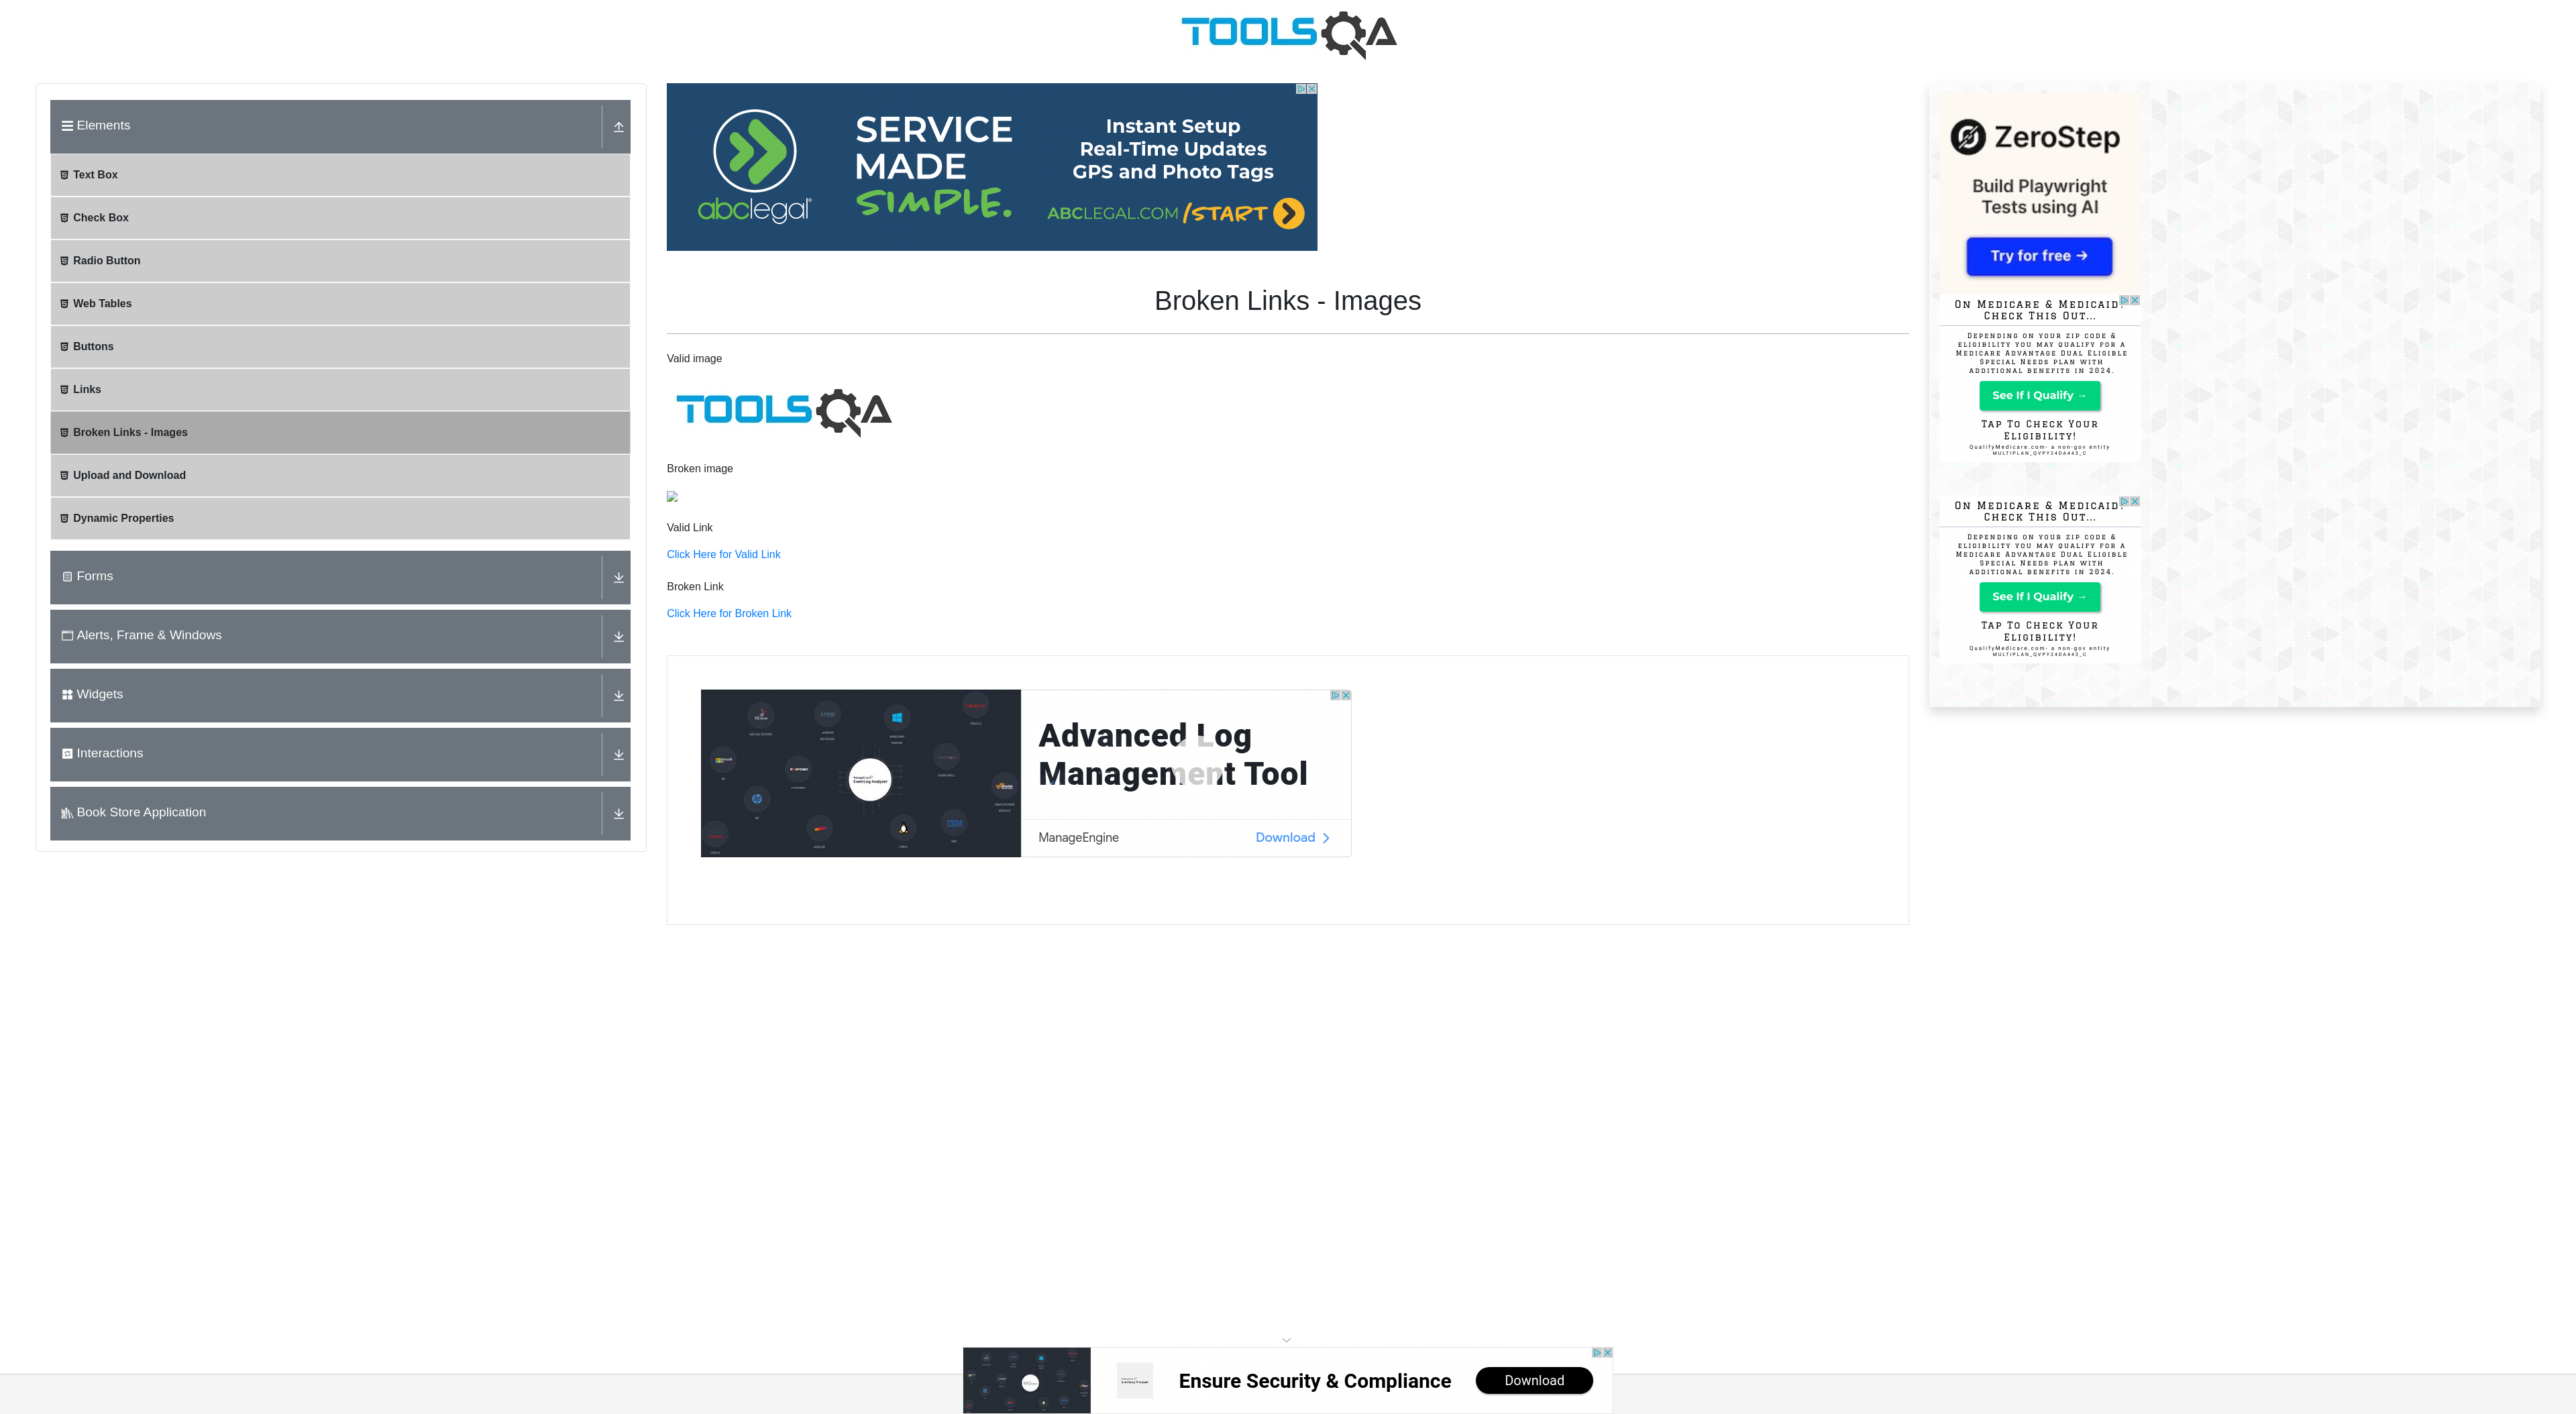 TOOLSQA
Elements
Text Box
Check Box
Radio Button
Web Tables
Buttons
Links
Broken Links - Images
Upload and Download
Dynamic Properties
Forms
Alerts, Frame & Windows
Widgets
Interactions
Book Store Application
abclegal
SERVICE
MADE
SIMPLE.
Instant Setup
Real-Time Updates
GPS and Photo Tags
ABCLEGAL.COM/START
Broken Links - Images
Valid image
TOOLSQA
Broken image
Valid Link
Click Here for Valid Link
Broken Link
Click Here for Broken Link
Advanced Log
Management Tool
ManageEngine
Download
ZeroStep
Build Playwright
Tests using AI
Try for free →
On Medicare & Medicaid?
Check This Out...
Depending on your zip code &
eligibility you may qualify for a
Medicare Advantage Dual Eligible
Special Needs plan with
additional benefits in 2024.
See If I Qualify →
Tap To Check Your
Eligibility!
QualifyMedicare.com- a non-gov entity
MULTIPLAN_QVPY24DA443_C
On Medicare & Medicaid?
Check This Out...
Depending on your zip code &
eligibility you may qualify for a
Medicare Advantage Dual Eligible
Special Needs plan with
additional benefits in 2024.
See If I Qualify →
Tap To Check Your
Eligibility!
QualifyMedicare.com- a non-gov entity
MULTIPLAN_QVPY24DA443_C
Ensure Security & Compliance
Download